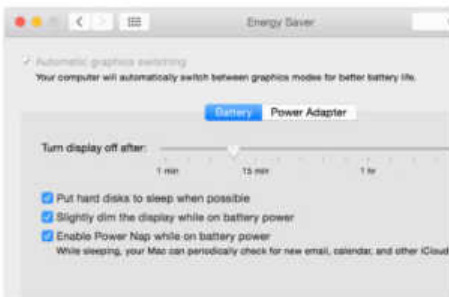 Energy Saver
Automatic graphics switching
Your computer will automatically switch between graphics modes for better battery life.
Battery Power Adapter
Turn display off after:
1 min 15 min 1 hr
Put hard disks to sleep when possible
Slightly dim the display while on battery power
Enable Power Nap while on battery power
While sleeping, your Mac can periodically check for new email, calendar, and other iCloud